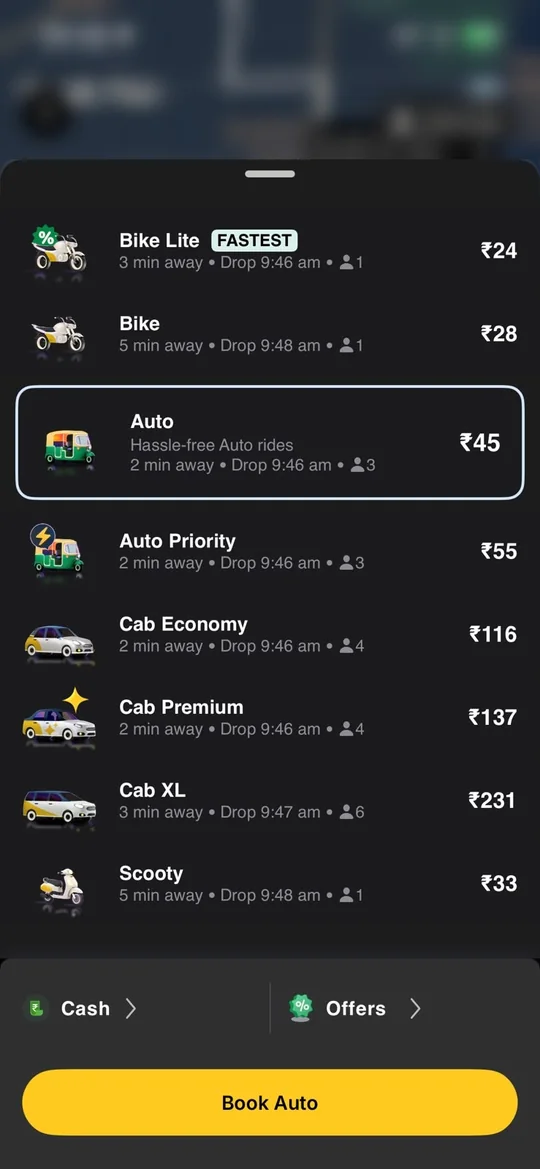 Bike Lite FASTEST
3 min away • Drop 9:46 am • 1
₹24
Bike
5 min away • Drop 9:48 am • 1
₹28
Auto
Hassle-free Auto rides
2 min away • Drop 9:46 am • 3
₹45
Auto Priority
2 min away • Drop 9:46 am • 3
₹55
Cab Economy
2 min away • Drop 9:46 am • 4
₹116
Cab Premium
2 min away • Drop 9:46 am • 4
₹137
Cab XL
3 min away • Drop 9:47 am • 6
₹231
Scooty
5 min away • Drop 9:48 am • 1
₹33
Cash
Offers
Book Auto